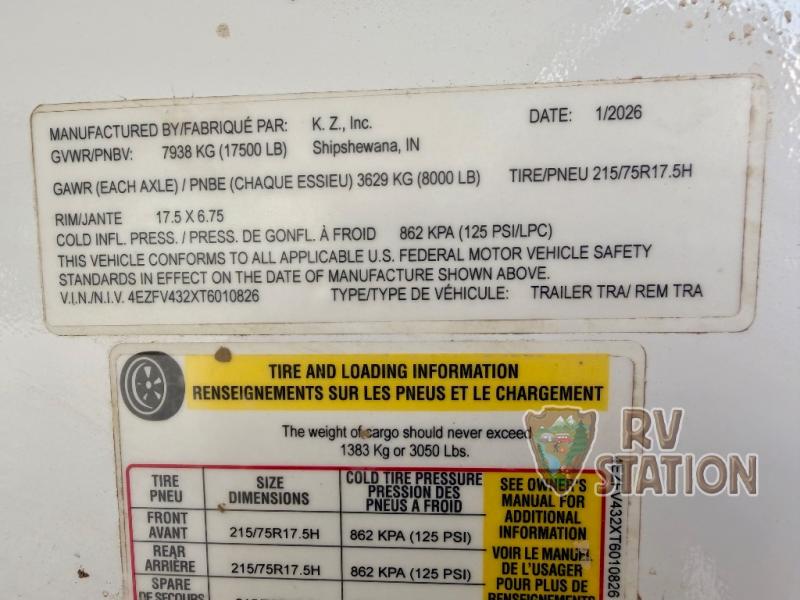 MANUFACTURED BY/FABRIQUÉ PAR: K. Z., Inc. DATE: 1/2026
GVWR/PNBV: 7938 KG (17500 LB) Shipshewana, IN
GAWR (EACH AXLE) / PNBE (CHAQUE ESSIEU) 3629 KG (8000 LB) TIRE/PNEU 215/75R17.5H
RIM/JANTE 17.5 X 6.75
COLD INFL. PRESS. / PRESS. DE GONFL. À FROID 862 KPA (125 PSI/LPC)
THIS VEHICLE CONFORMS TO ALL APPLICABLE U.S. FEDERAL MOTOR VEHICLE SAFETY
STANDARDS IN EFFECT ON THE DATE OF MANUFACTURE SHOWN ABOVE.
V.I.N./N.I.V. 4EZFV432XT6010826 TYPE/TYPE DE VÉHICULE: TRAILER TRA/ REM TRA
TIRE AND LOADING INFORMATION
RENSEIGNEMENTS SUR LES PNEUS ET LE CHARGEMENT
The weight of cargo should never exceed
1383 Kg or 3050 Lbs.
TIRE
PNEU
SIZE
DIMENSIONS
COLD TIRE PRESSURE
PRESSION DES
PNEUS A FROID
SEE OWNER'S
MANUAL FOR
ADDITIONAL
INFORMATION
FRONT
AVANT
215/75R17.5H
862 KPA (125 PSI)
REAR
ARRIÈRE
215/75R17.5H
862 KPA (125 PSI)
VOIR LE MANUEL
DE L'USAGER
POUR PLUS DE
RENSEIGNEMENTS
SPARE
DE SECOURS
4EZFV432XT6010826
RV
STATION